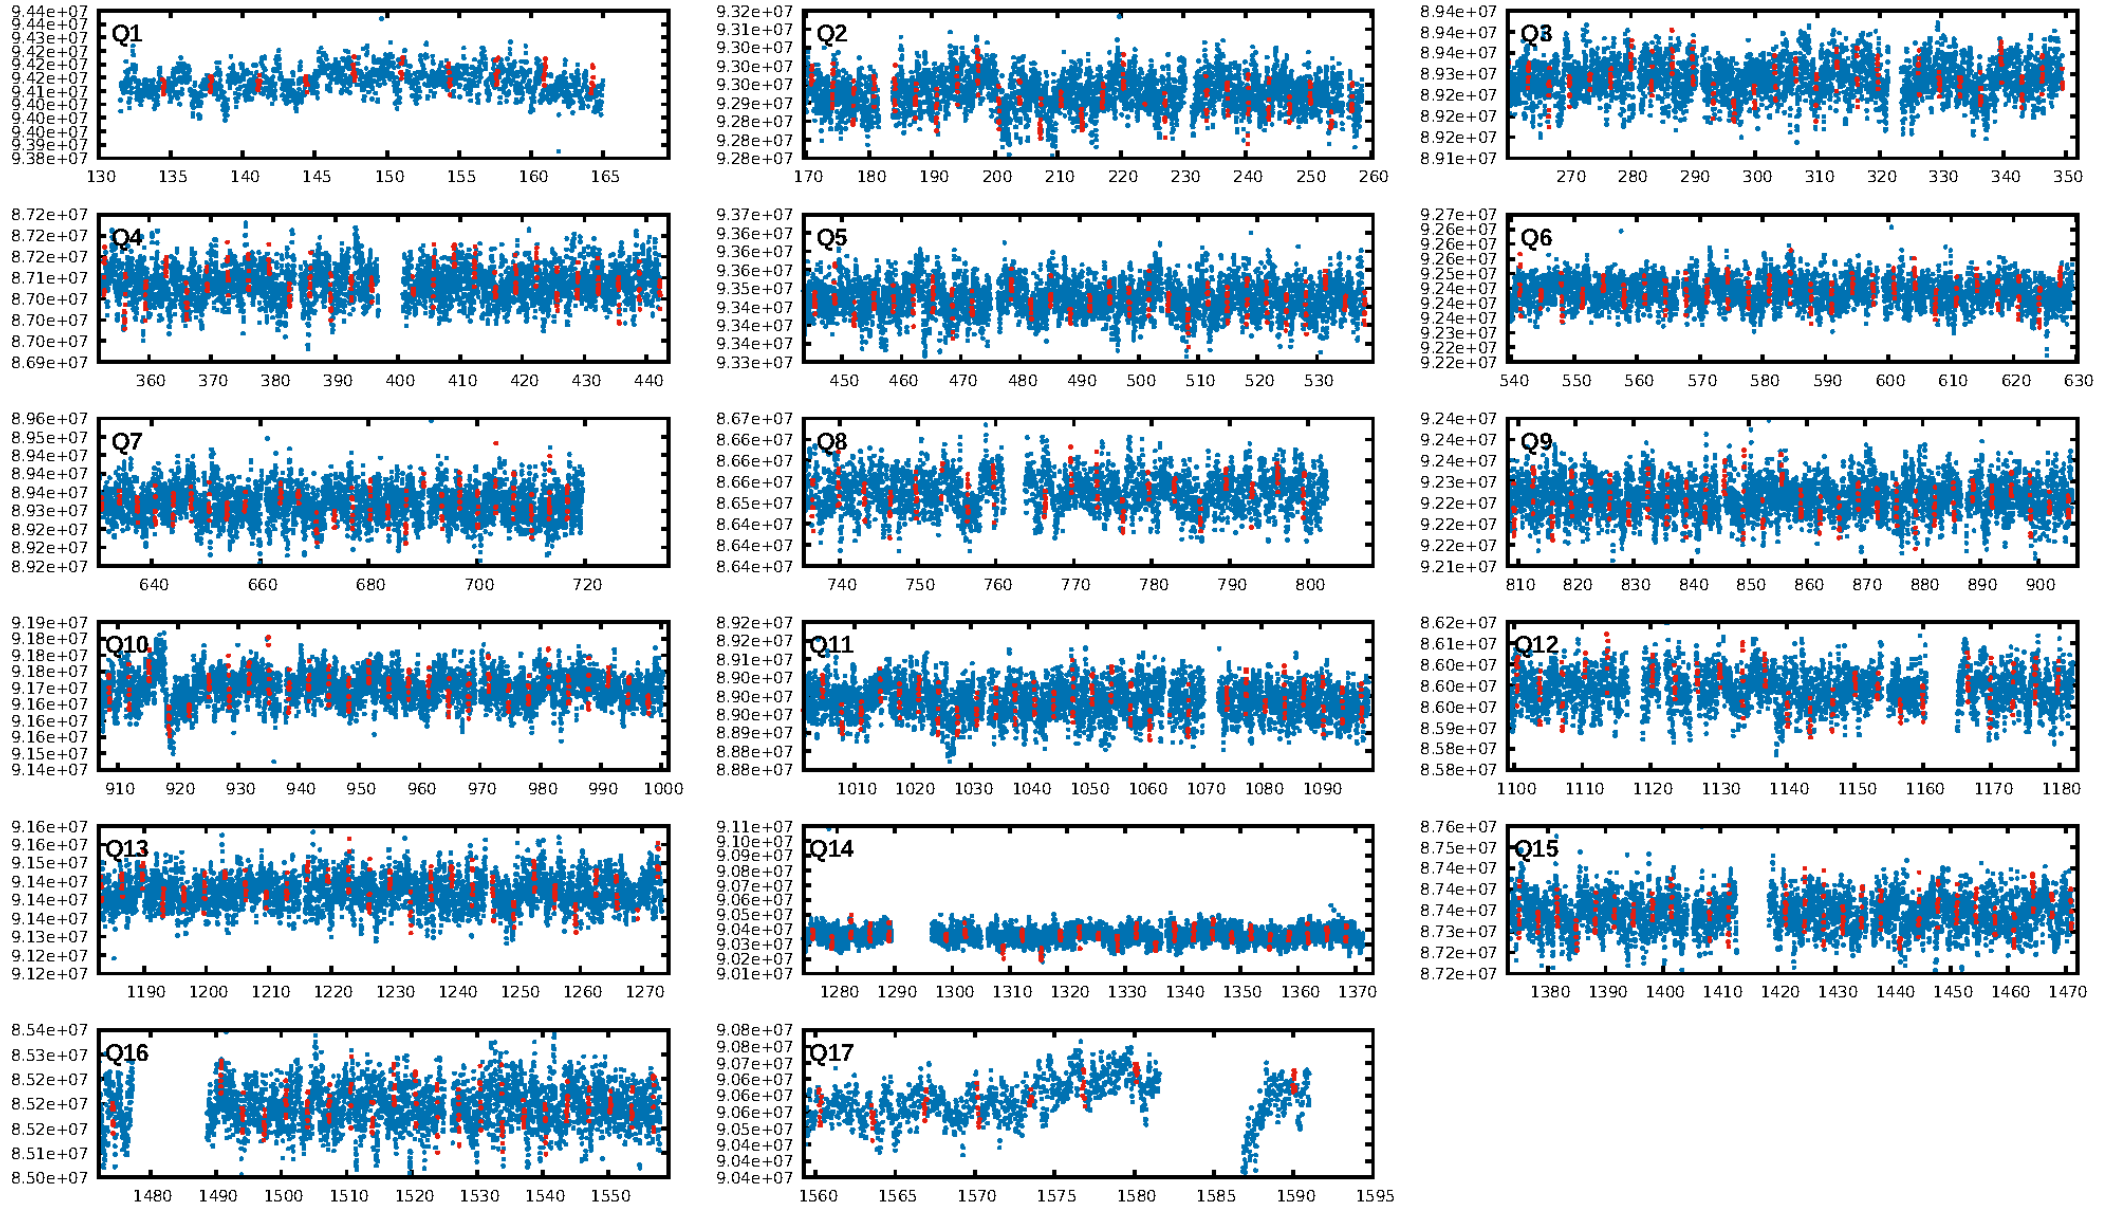 9.44e+07
9.44e+07
9.43e+07
9.42e+07
9.42e+07
9.42e+07
9.41e+07
9.40e+07
9.40e+07
9.40e+07
9.39e+07
9.38e+07
Q1
130 135 140 145 150 155 160 165
9.32e+07
9.31e+07
9.30e+07
9.30e+07
9.30e+07
9.29e+07
9.28e+07
9.28e+07
9.28e+07
Q2
170 180 190 200 210 220 230 240 250 260
8.94e+07
8.94e+07
8.94e+07
8.93e+07
8.92e+07
8.92e+07
8.92e+07
8.91e+07
Q3
270 280 290 300 310 320 330 340 350
8.72e+07
8.72e+07
8.72e+07
8.71e+07
8.70e+07
8.70e+07
8.70e+07
8.69e+07
Q4
360 370 380 390 400 410 420 430 440
9.37e+07
9.36e+07
9.36e+07
9.36e+07
9.35e+07
9.34e+07
9.34e+07
9.34e+07
9.33e+07
Q5
450 460 470 480 490 500 510 520 530
9.27e+07
9.26e+07
9.26e+07
9.26e+07
9.25e+07
9.24e+07
9.24e+07
9.24e+07
9.23e+07
9.22e+07
9.22e+07
Q6
540 550 560 570 580 590 600 610 620 630
8.96e+07
8.95e+07
8.94e+07
8.94e+07
8.94e+07
8.93e+07
8.92e+07
8.92e+07
8.92e+07
Q7
640 660 680 700 720
8.67e+07
8.66e+07
8.66e+07
8.66e+07
8.65e+07
8.64e+07
8.64e+07
8.64e+07
Q8
740 750 760 770 780 790 800
9.24e+07
9.24e+07
9.24e+07
9.23e+07
9.22e+07
9.22e+07
9.22e+07
9.21e+07
Q9
810 820 830 840 850 860 870 880 890 900
9.19e+07
9.18e+07
9.18e+07
9.18e+07
9.17e+07
9.16e+07
9.16e+07
9.16e+07
9.15e+07
9.14e+07
Q10
910 920 930 940 950 960 970 980 990 1000
8.92e+07
8.92e+07
8.91e+07
8.90e+07
8.90e+07
8.90e+07
8.89e+07
8.88e+07
8.88e+07
Q11
1010 1020 1030 1040 1050 1060 1070 1080 1090
8.62e+07
8.61e+07
8.60e+07
8.60e+07
8.60e+07
8.59e+07
8.58e+07
8.58e+07
Q12
1100 1110 1120 1130 1140 1150 1160 1170 1180
9.16e+07
9.16e+07
9.15e+07
9.14e+07
9.14e+07
9.14e+07
9.13e+07
9.12e+07
9.12e+07
Q13
1190 1200 1210 1220 1230 1240 1250 1260 1270
9.11e+07
9.10e+07
9.09e+07
9.08e+07
9.07e+07
9.06e+07
9.05e+07
9.04e+07
9.03e+07
9.02e+07
9.01e+07
Q14
1280 1290 1300 1310 1320 1330 1340 1350 1360 1370
8.76e+07
8.75e+07
8.74e+07
8.74e+07
8.74e+07
8.73e+07
8.72e+07
8.72e+07
Q15
1380 1390 1400 1410 1420 1430 1440 1450 1460 1470
8.54e+07
8.53e+07
8.52e+07
8.52e+07
8.52e+07
8.51e+07
8.50e+07
Q16
1480 1490 1500 1510 1520 1530 1540 1550
9.08e+07
9.08e+07
9.07e+07
9.06e+07
9.06e+07
9.06e+07
9.05e+07
9.04e+07
9.04e+07
9.04e+07
Q17
1560 1565 1570 1575 1580 1585 1590 1595